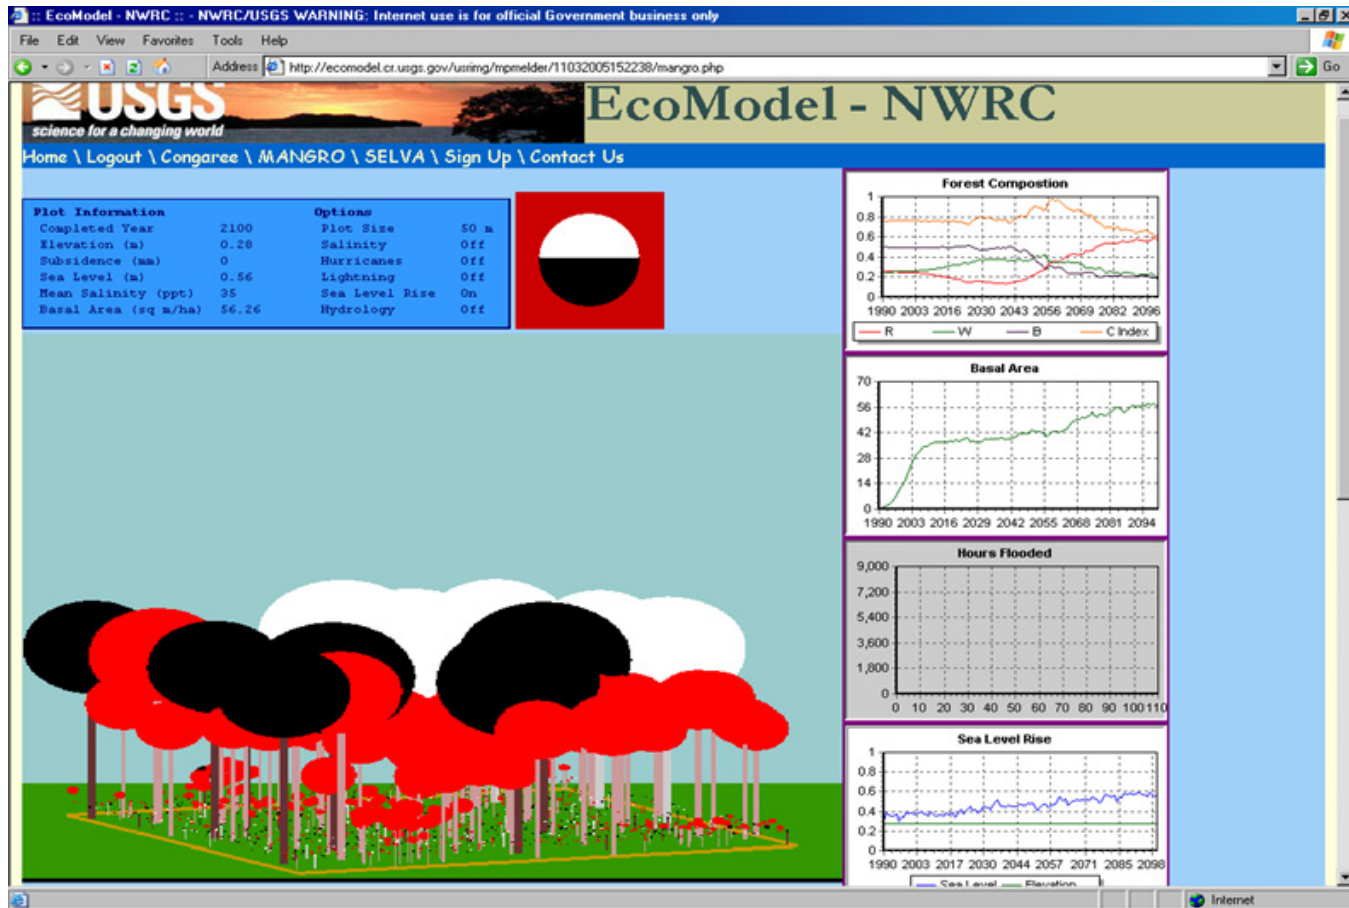 :: EcoModel - NWRC :: - NWRC/USGS WARNING: Internet use is for official Government business only
File Edit View Favorites Tools Help
Address http://ecomodel.cr.usgs.gov/usrimg/mpmelder/11032005152238/mangro.php Go
USGS
science for a changing world
EcoModel - NWRC
Home \ Logout \ Congaree \ MANGRO \ SELVA \ Sign Up \ Contact Us
Plot Information Options
Completed Year 2100 Plot Size 50 m
Elevation (m) 0.28 Salinity Off
Subsidence (mm) 0 Hurricanes Off
Sea Level (m) 0.56 Lightning Off
Mean Salinity (ppt) 35 Sea Level Rise On
Basal Area (sq m/ha) 56.26 Hydrology Off
Forest Compostion
1
0.8
0.6
0.4
0.2
0
1990 2003 2016 2030 2043 2056 2069 2082 2096
R W B C Index
Basal Area
70
56
42
28
14
0
1990 2003 2016 2029 2042 2055 2068 2081 2094
Hours Flooded
9,000
7,200
5,400
3,600
1,800
0
0 10 20 30 40 50 60 70 80 90 100 110
Sea Level Rise
1
0.8
0.6
0.4
0.2
0
1990 2003 2017 2030 2044 2057 2071 2085 2098
Sea Level Elevation
Internet